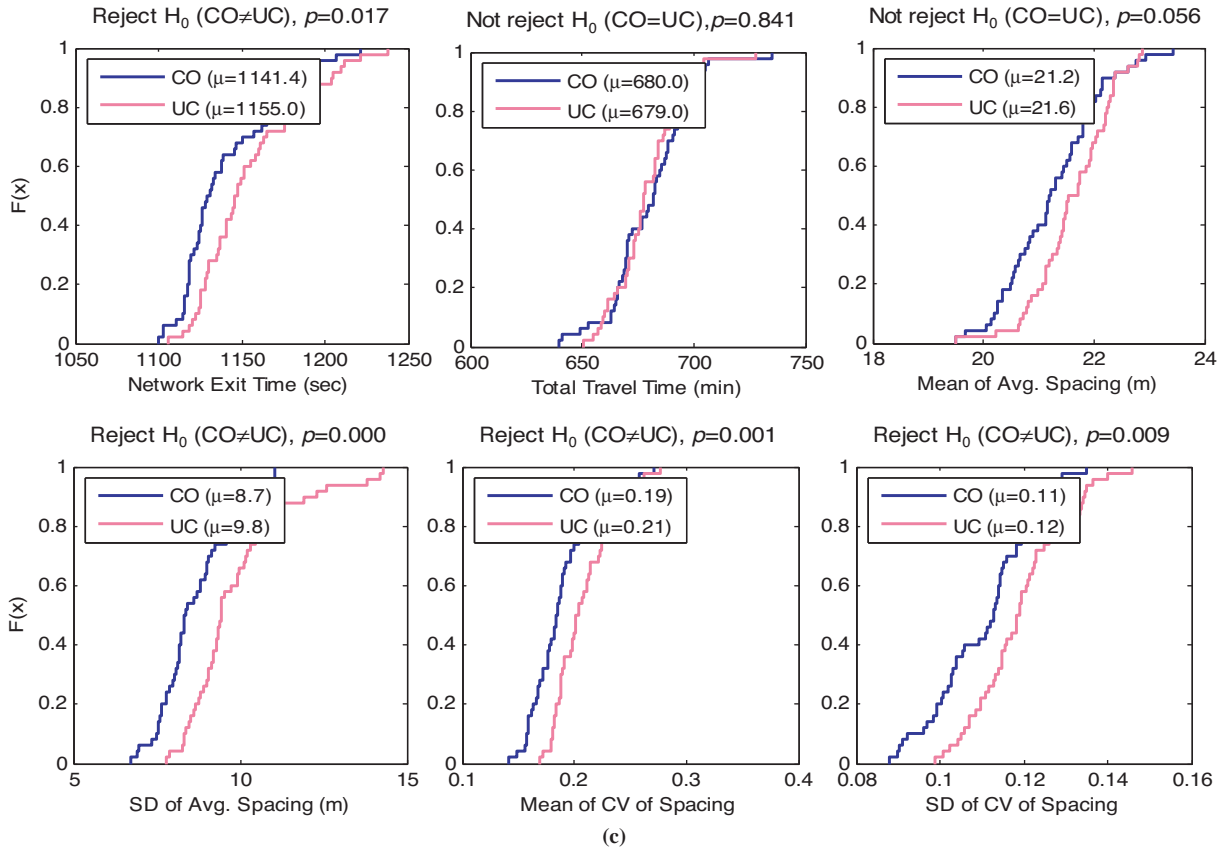 Reject H₀ (CO≠UC), p=0.017
1
0.8
0.6
0.4
0.2
0
F(x)
CO (μ=1141.4)
UC (μ=1155.0)
1050 1100 1150 1200 1250
Network Exit Time (sec)
Not reject H₀ (CO=UC),p=0.841
1
0.8
0.6
0.4
0.2
0
CO (μ=680.0)
UC (μ=679.0)
600 650 700 750
Total Travel Time (min)
Not reject H₀ (CO=UC), p=0.056
1
0.8
0.6
0.4
0.2
0
CO (μ=21.2)
UC (μ=21.6)
18 20 22 24
Mean of Avg. Spacing (m)
Reject H₀ (CO≠UC), p=0.000
1
0.8
0.6
0.4
0.2
0
F(x)
CO (μ=8.7)
UC (μ=9.8)
5 10 15
SD of Avg. Spacing (m)
Reject H₀ (CO≠UC), p=0.001
1
0.8
0.6
0.4
0.2
0
CO (μ=0.19)
UC (μ=0.21)
0.1 0.2 0.3 0.4
Mean of CV of Spacing
Reject H₀ (CO≠UC), p=0.009
1
0.8
0.6
0.4
0.2
0
CO (μ=0.11)
UC (μ=0.12)
0.08 0.1 0.12 0.14 0.16
SD of CV of Spacing
(c)